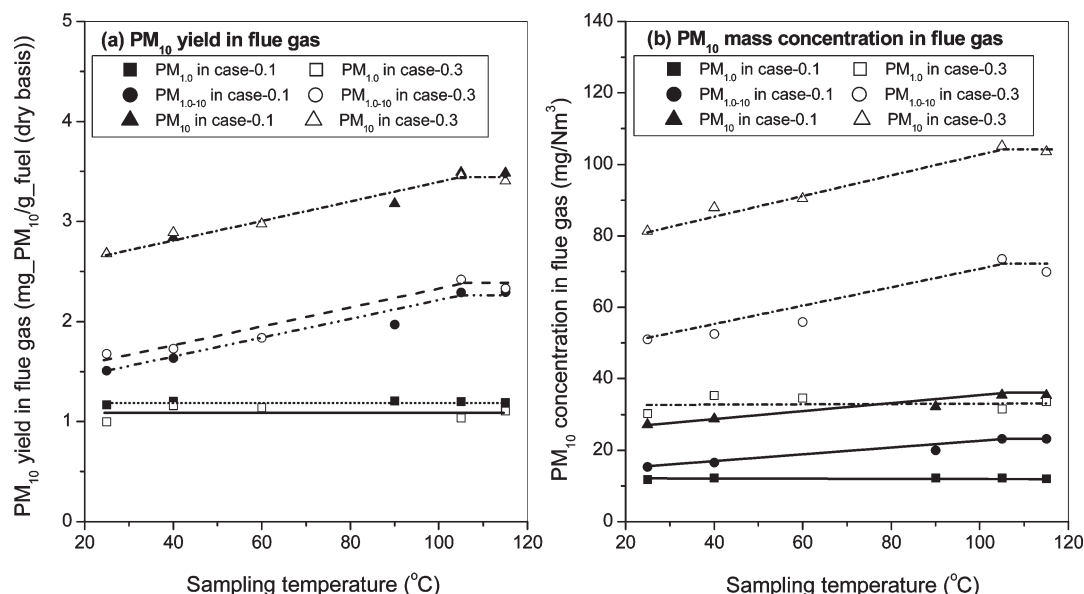 (a) PM10 yield in flue gas
PM1.0 in case-0.1 PM1.0 in case-0.3
PM1.0-10 in case-0.1 PM1.0-10 in case-0.3
PM10 in case-0.1 PM10 in case-0.3
PM10 yield in flue gas (mg_PM10/g_fuel (dry basis))
5
4
3
2
1
0
20 40 60 80 100 120
Sampling temperature (°C)
(b) PM10 mass concentration in flue gas
PM1.0 in case-0.1 PM1.0 in case-0.3
PM1.0-10 in case-0.1 PM1.0-10 in case-0.3
PM10 in case-0.1 PM10 in case-0.3
PM10 concentration in flue gas (mg/Nm3)
140
120
100
80
60
40
20
0
20 40 60 80 100 120
Sampling temperature (°C)